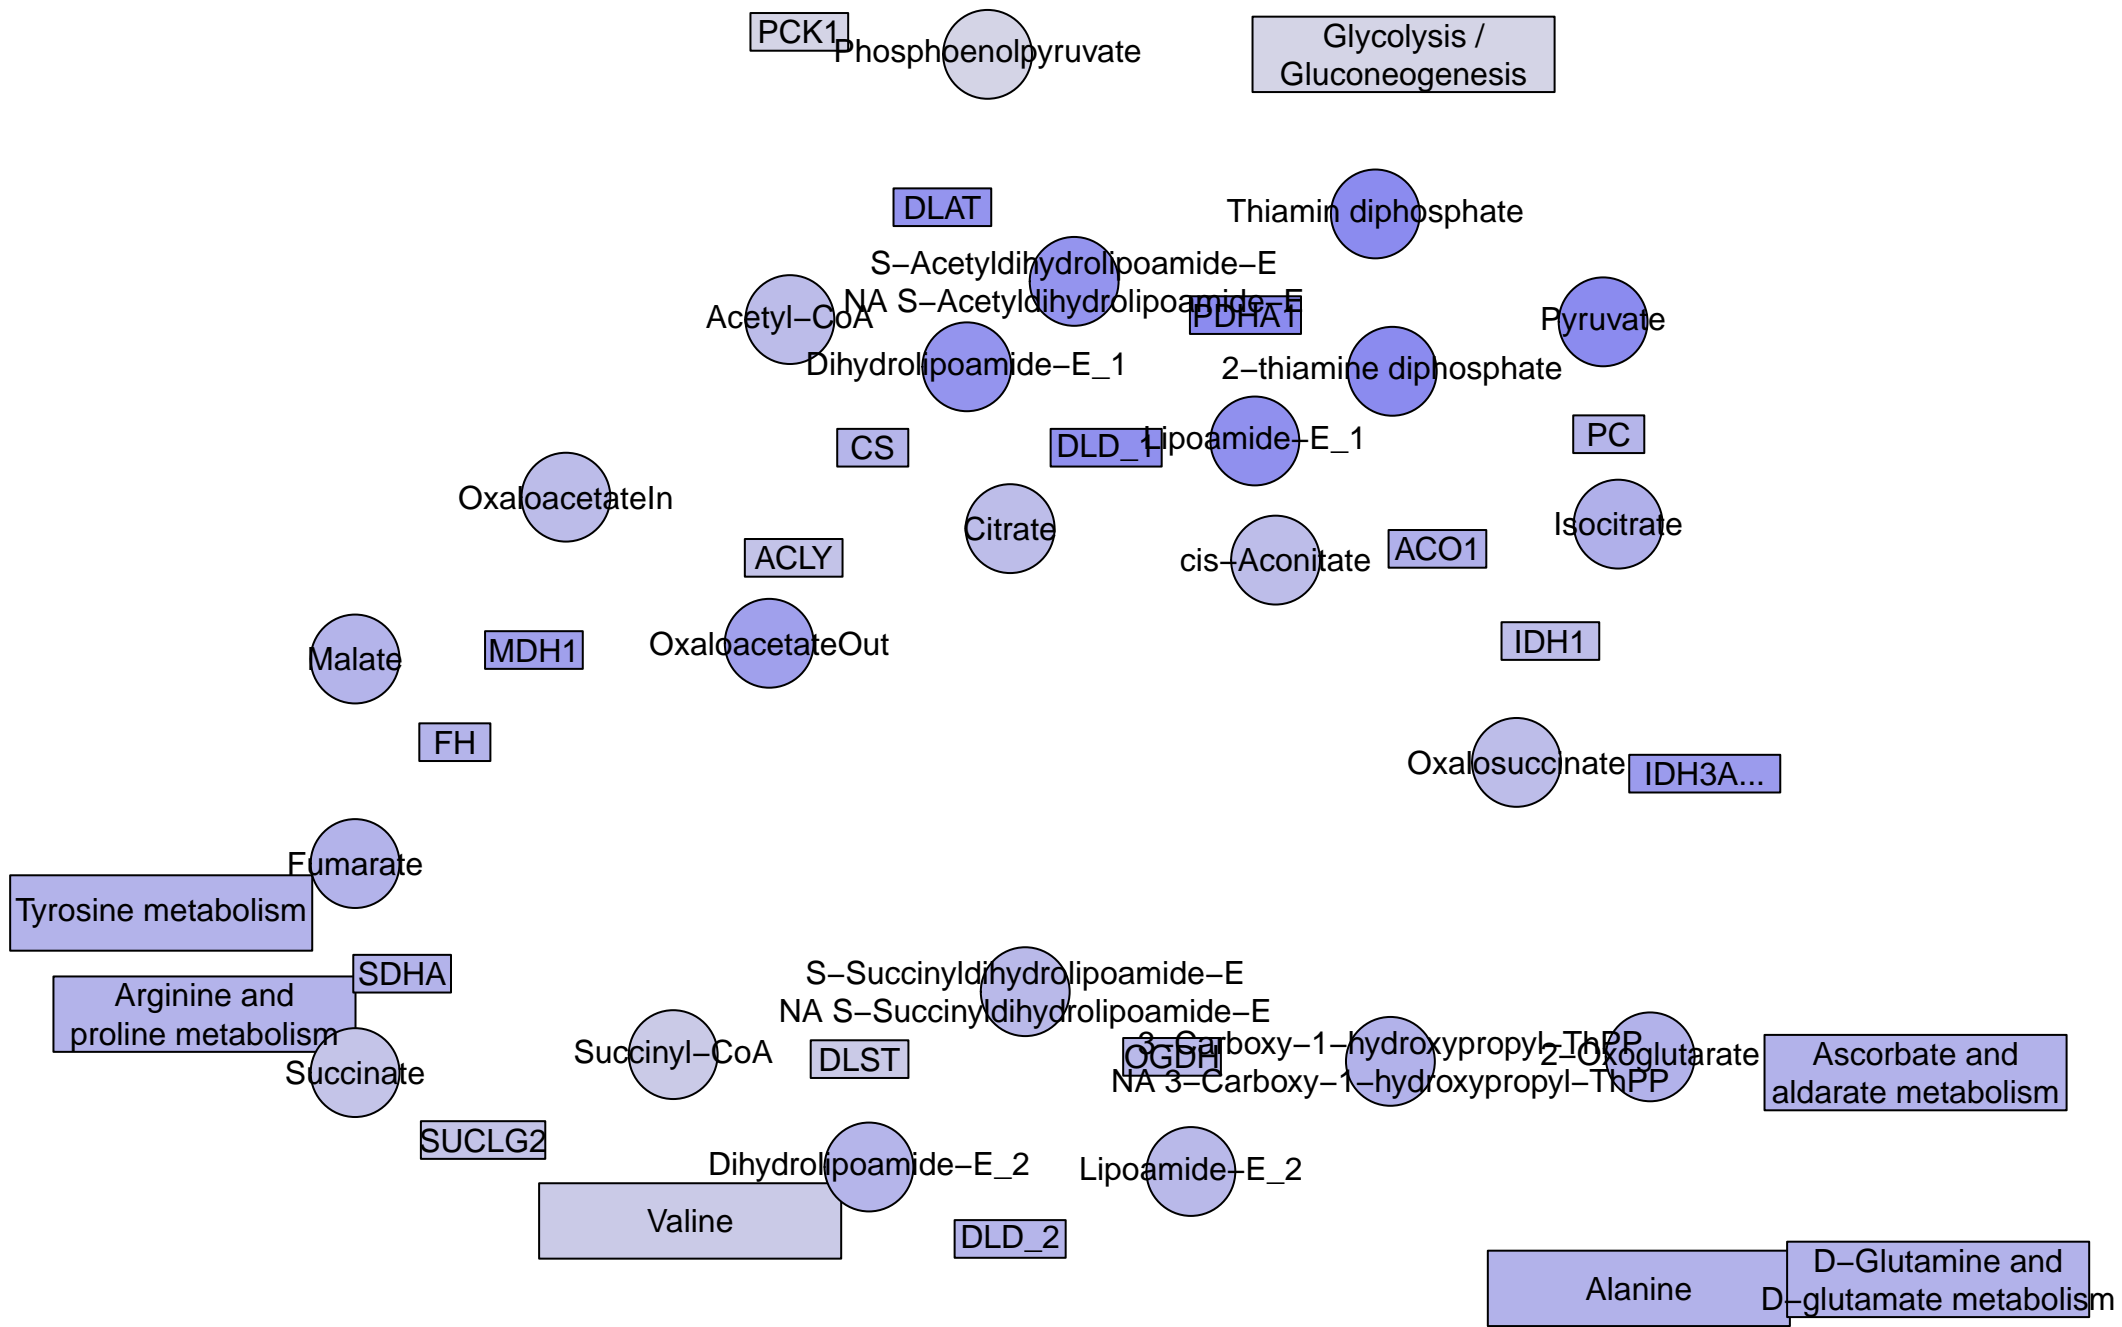 PCK1
Phosphoenolpyruvate
Glycolysis /
Gluconeogenesis
DLAT
Thiamin diphosphate
S−Acetyldihydrolipoamide−E
NA S−Acetyldihydrolipoamide−E
Acetyl−CoA
PDHA1
Pyruvate
Dihydrolipoamide−E_1
2−thiamine diphosphate
CS
DLD_1
Lipoamide−E_1
PC
OxaloacetateIn
Citrate
Isocitrate
ACLY
cis−Aconitate
ACO1
Malate
MDH1
OxaloacetateOut
IDH1
FH
Oxalosuccinate
IDH3A...
Fumarate
Tyrosine metabolism
SDHA
Arginine and
proline metabolism
S−Succinyldihydrolipoamide−E
NA S−Succinyldihydrolipoamide−E
Succinate
Succinyl−CoA
DLST
OGDH
3−Carboxy−1−hydroxypropyl−ThPP
NA 3−Carboxy−1−hydroxypropyl−ThPP
2−Oxoglutarate
Ascorbate and
aldarate metabolism
SUCLG2
Dihydrolipoamide−E_2
Lipoamide−E_2
Valine
DLD_2
Alanine
D−Glutamine and
D−glutamate metabolism